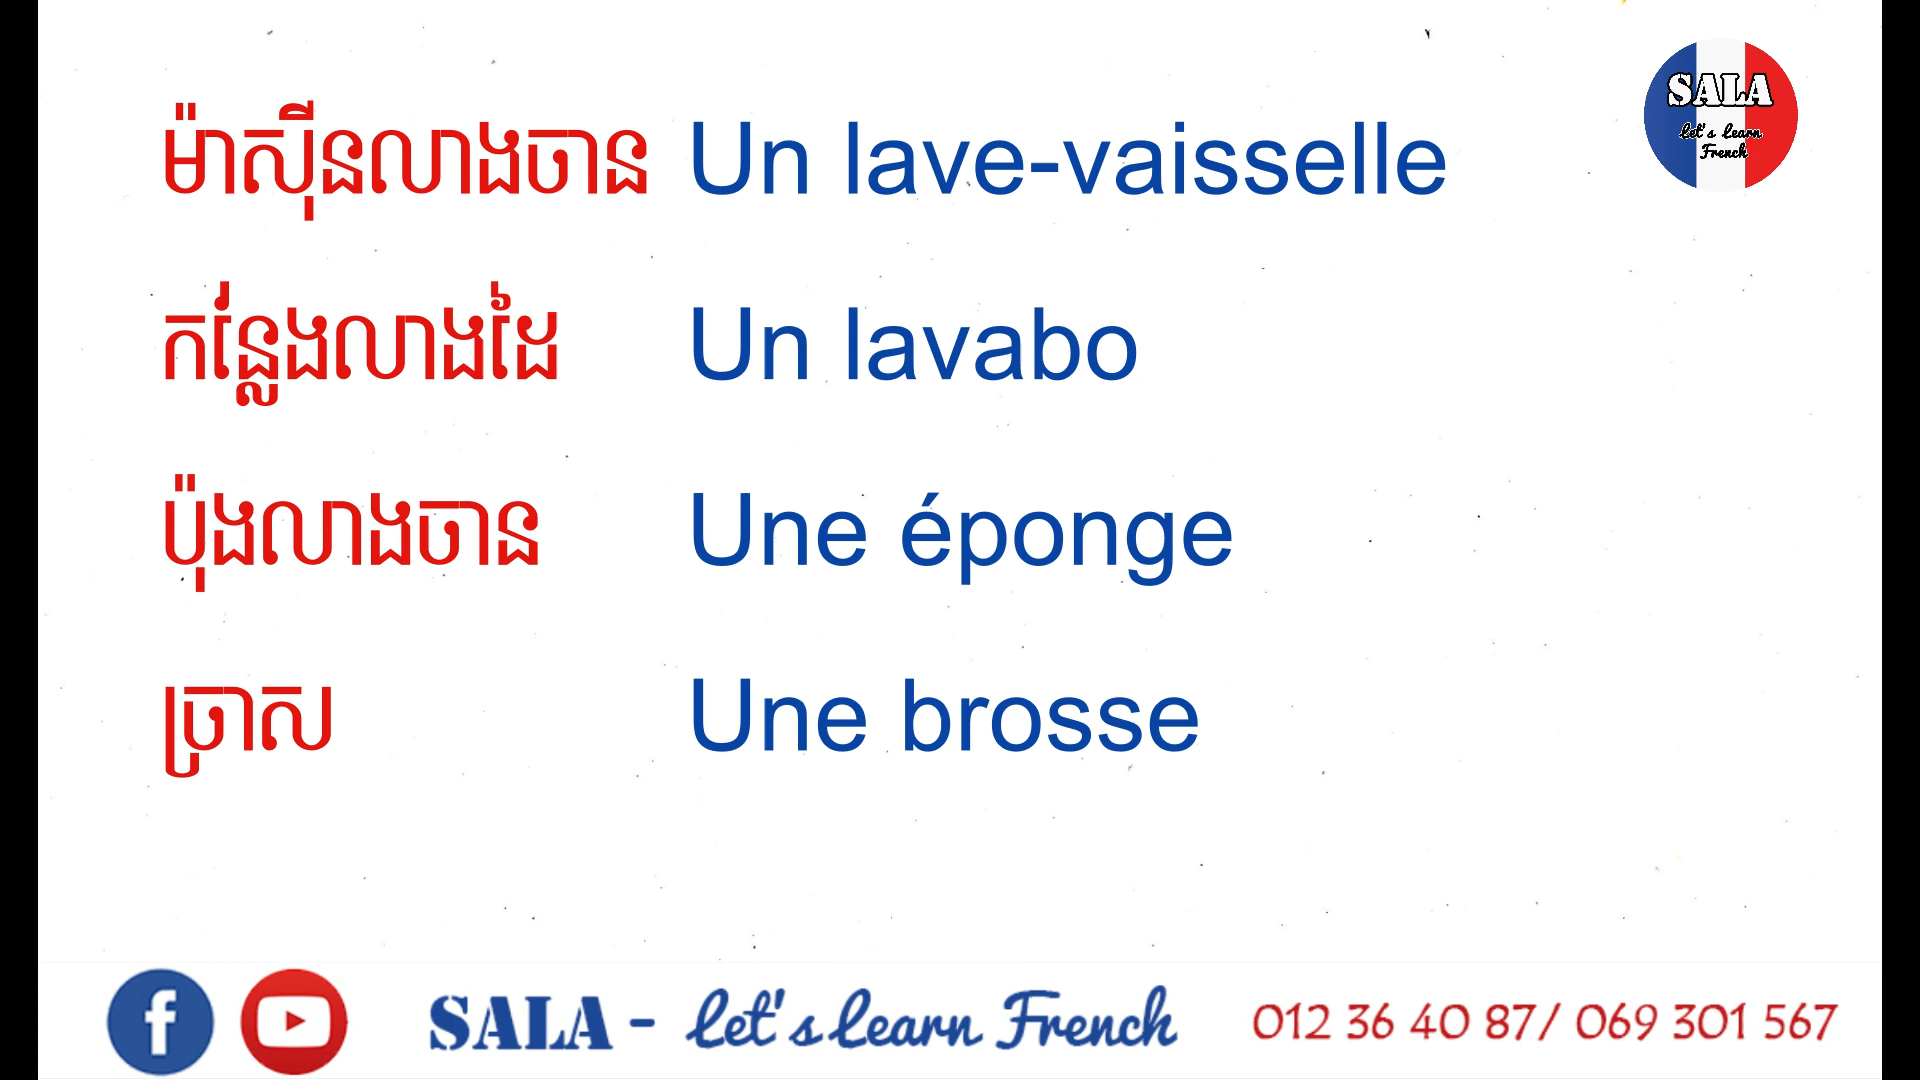 SALA
Let's Learn
French
ម៉ាស៊ីនលាងចាន Un lave-vaisselle
កន្លែងលាងដៃ Un lavabo
ប៉ុងលាងចាន Une éponge
ច្រាស Une brosse
SALA - Let's Learn French 012 36 40 87/ 069 301 567